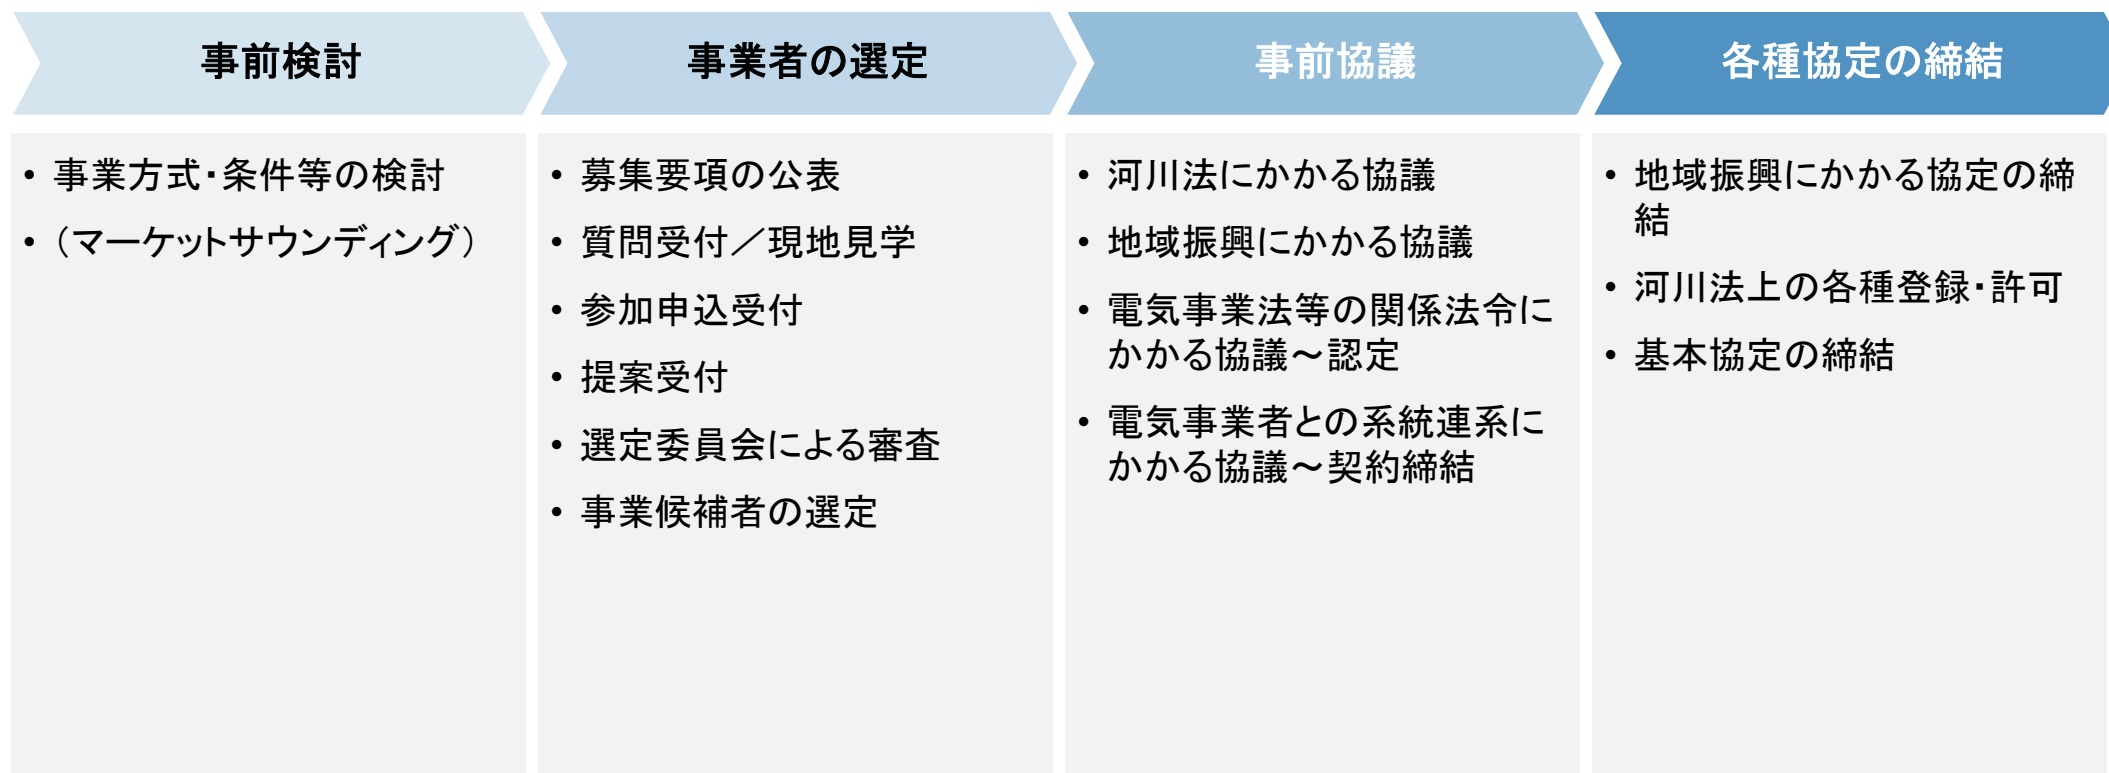 事前検討
• 事業方式・条件等の検討
• （マーケットサウンディング）
事業者の選定
• 募集要項の公表
• 質問受付／現地見学
• 参加申込受付
• 提案受付
• 選定委員会による審査
• 事業候補者の選定
事前協議
• 河川法にかかる協議
• 地域振興にかかる協議
• 電気事業法等の関係法令に
かかる協議～認定
• 電気事業者との系統連系に
かかる協議～契約締結
各種協定の締結
• 地域振興にかかる協定の締
結
• 河川法上の各種登録・許可
• 基本協定の締結